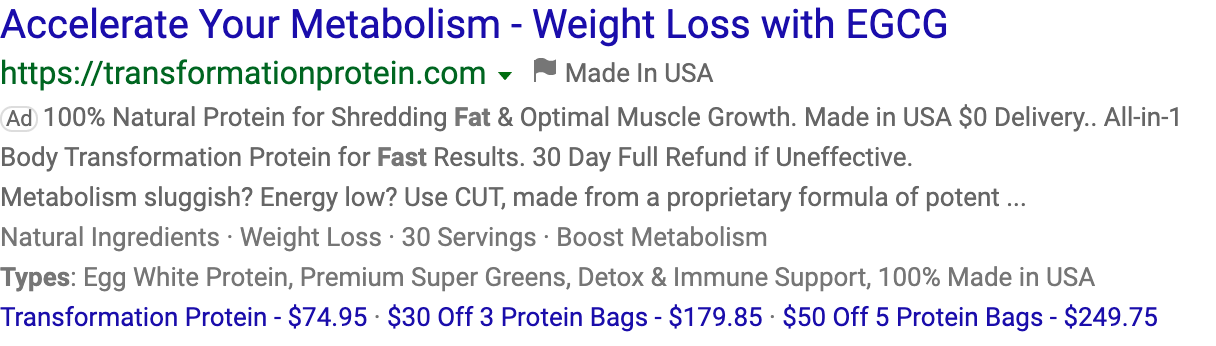 Accelerate Your Metabolism - Weight Loss with EGCG
https://transformationprotein.com Made In USA
Ad 100% Natural Protein for Shredding Fat & Optimal Muscle Growth. Made in USA $0 Delivery.. All-in-1
Body Transformation Protein for Fast Results. 30 Day Full Refund if Uneffective.
Metabolism sluggish? Energy low? Use CUT, made from a proprietary formula of potent ...
Natural Ingredients · Weight Loss · 30 Servings · Boost Metabolism
Types: Egg White Protein, Premium Super Greens, Detox & Immune Support, 100% Made in USA
Transformation Protein - $74.95 · $30 Off 3 Protein Bags - $179.85 · $50 Off 5 Protein Bags - $249.75